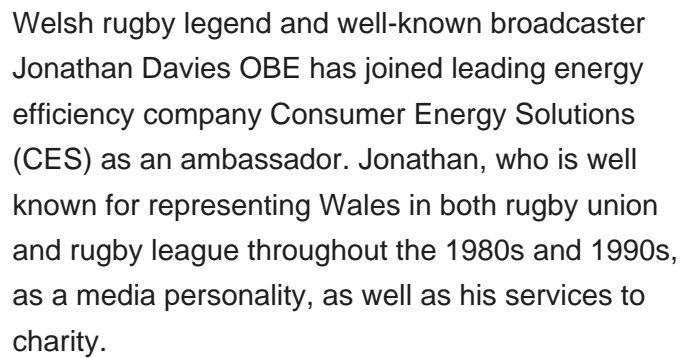 Welsh rugby legend and well-known broadcaster
Jonathan Davies OBE has joined leading energy
efficiency company Consumer Energy Solutions
(CES) as an ambassador. Jonathan, who is well
known for representing Wales in both rugby union
and rugby league throughout the 1980s and 1990s,
as a media personality, as well as his services to
charity.